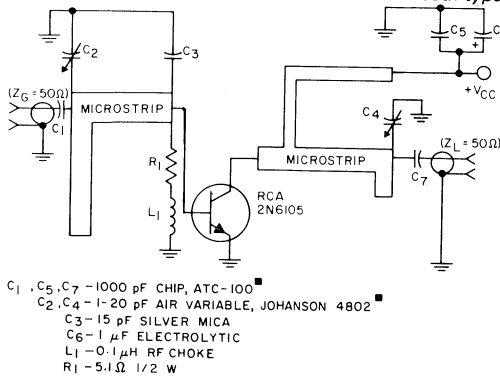 C5
C
+
+VCC
C2
C3
(ZG=50Ω)
C1
MICROSTRIP
R1
L1
RCA
2N6105
MICROSTRIP
C4
C7
(ZL=50Ω)
C1, C5, C7 - 1000 pF CHIP, ATC-100■
C2, C4 - 1-20 pF AIR VARIABLE, JOHANSON 4802■
C3 - 15 pF SILVER MICA
C6 - 1 μF ELECTROLYTIC
L1 - 0.1 μH RF CHOKE
R1 - 5.1Ω 1/2 W